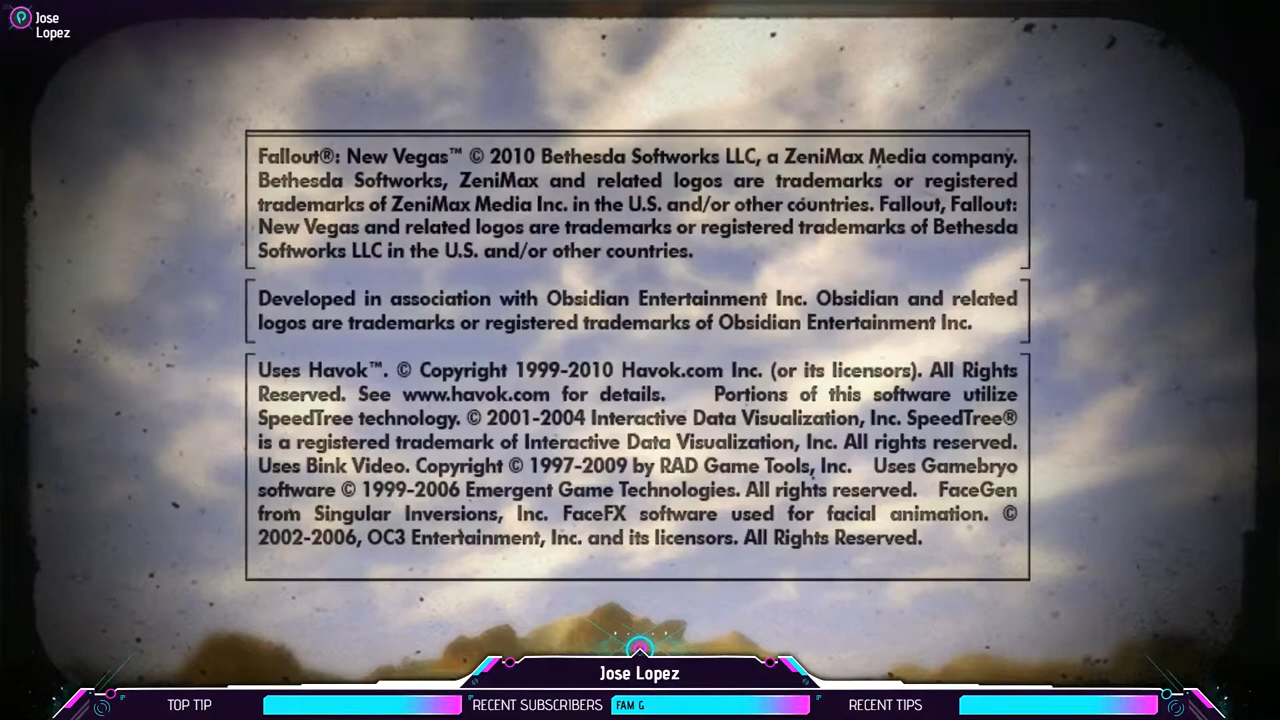 Jose
Lopez
Fallout®: New Vegas™ © 2010 Bethesda Softworks LLC, a ZeniMax Media company.
Bethesda Softworks, ZeniMax and related logos are trademarks or registered
trademarks of ZeniMax Media Inc. in the U.S. and/or other countries. Fallout, Fallout:
New Vegas and related logos are trademarks or registered trademarks of Bethesda
Softworks LLC in the U.S. and/or other countries.
Developed in association with Obsidian Entertainment Inc. Obsidian and related
logos are trademarks or registered trademarks of Obsidian Entertainment Inc.
Uses Havok™. © Copyright 1999-2010 Havok.com Inc. (or its licensors). All Rights
Reserved. See www.havok.com for details. Portions of this software utilize
SpeedTree technology. © 2001-2004 Interactive Data Visualization, Inc. SpeedTree®
is a registered trademark of Interactive Data Visualization, Inc. All rights reserved.
Uses Bink Video. Copyright © 1997-2009 by RAD Game Tools, Inc. Uses Gamebryo
software © 1999-2006 Emergent Game Technologies. All rights reserved. FaceGen
from Singular Inversions, Inc. FaceFX software used for facial animation. ©
2002-2006, OC3 Entertainment, Inc. and its licensors. All Rights Reserved.
Jose Lopez
TOP TIP
RECENT SUBSCRIBERS
FAM G
RECENT TIPS